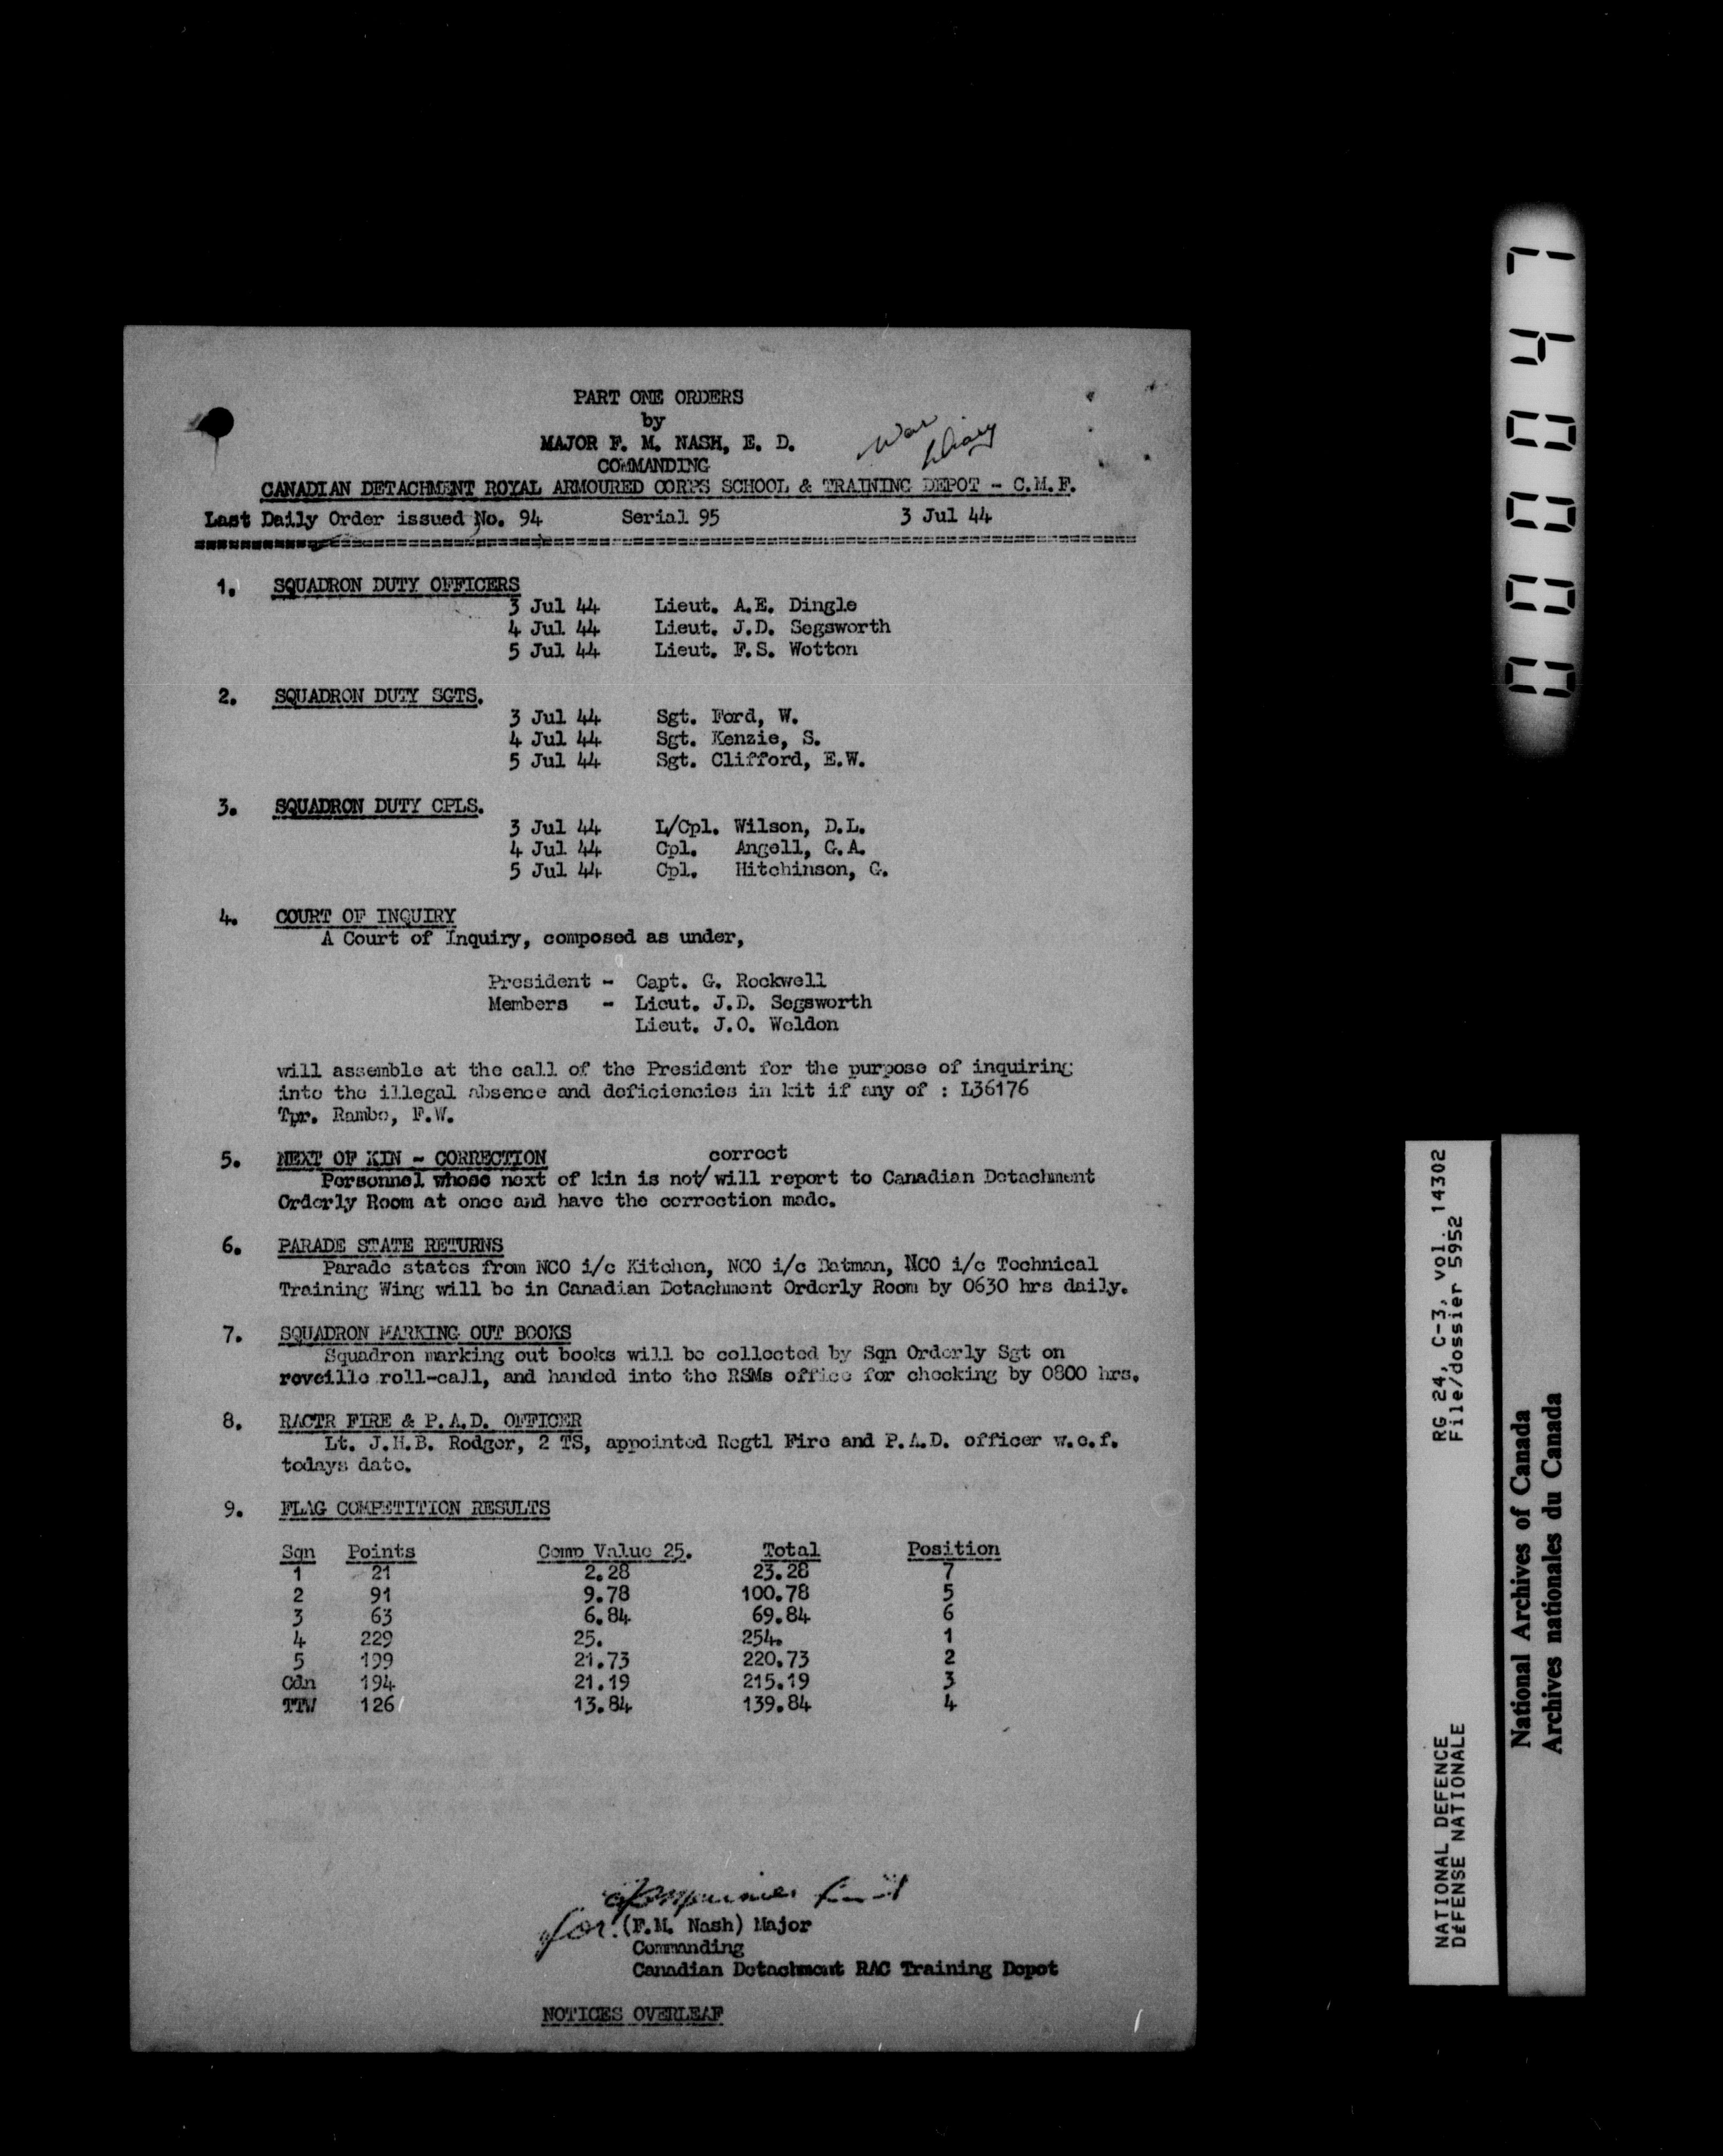 PART ONE ORDERS
by
MAJOR F. M. NASH, E. D.
COMMANDING
War Diary
CANADIAN DETACHMENT ROYAL ARMOURED CORPS SCHOOL & TRAINING DEPOT - C.M.F.
Last Daily Order issued No. 94 Serial 95 3 Jul 44
1. SQUADRON DUTY OFFICERS
3 Jul 44 Lieut. A.E. Dingle
4 Jul 44 Lieut. J.D. Segsworth
5 Jul 44 Lieut. F.S. Wotton
2. SQUADRON DUTY SGTS.
3 Jul 44 Sgt. Ford, W.
4 Jul 44 Sgt. Kenzie, S.
5 Jul 44 Sgt. Clifford, E.W.
3. SQUADRON DUTY CPLS.
3 Jul 44 L/Cpl. Wilson, D.L.
4 Jul 44 Cpl. Angell, G.A.
5 Jul 44 Cpl. Hitchinson, G.
4. COURT OF INQUIRY
A Court of Inquiry, composed as under,
President - Capt. G. Rockwell
Members - Lieut. J.D. Segsworth
Lieut. J.O. Weldon
will assemble at the call of the President for the purpose of inquiring
into the illegal absence and deficiencies in kit if any of : L36176
Tpr. Rambo, F.W.
5. NEXT OF KIN - CORRECTION
correct
Personnel whose next of kin is not/ will report to Canadian Detachment
Orderly Room at once and have the correction made.
6. PARADE STATE RETURNS
Parade states from NCO i/c Kitchen, NCO i/c Batman, NCO i/c Technical
Training Wing will be in Canadian Detachment Orderly Room by 0630 hrs daily.
7. SQUADRON MARKING OUT BOOKS
Squadron marking out books will be collected by Sqn Orderly Sgt on
reveille roll-call, and handed into the RSMs office for checking by 0800 hrs.
8. RACTR FIRE & P.A.D. OFFICER
Lt. J.H.B. Rodger, 2 TS, appointed Regtl Fire and P.A.D. officer w.e.f.
todays date.
9. FLAG COMPETITION RESULTS
Sqn Points Comp Value 25. Total Position
1 21 2.28 23.28 7
2 91 9.78 100.78 5
3 63 6.84 69.84 6
4 229 25. 254. 1
5 199 21.73 220.73 2
Cdn 194 21.19 215.19 3
TTW 126 13.84 139.84 4
for (F.M. Nash) Major
Commanding
Canadian Detachment RAC Training Depot
NOTICES OVERLEAF
000047
RG 24, C-3, vol. 14302
File/dossier 5952
NATIONAL DEFENCE
DÉFENSE NATIONALE
National Archives of Canada
Archives nationales du Canada